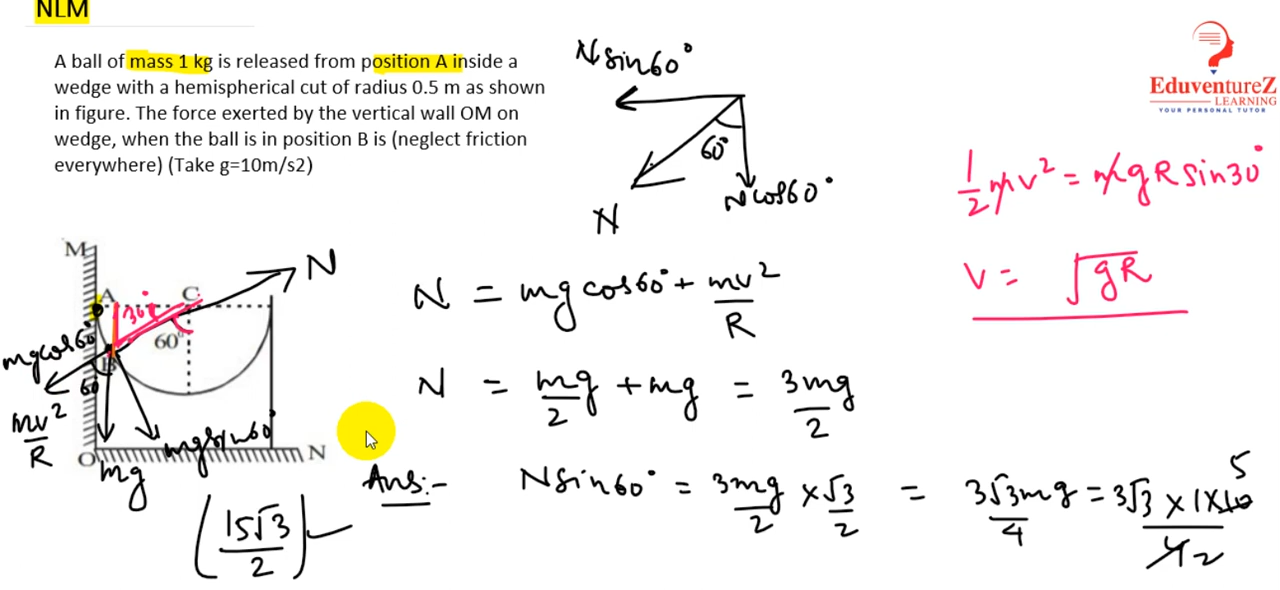 NLM
A ball of mass 1 kg is released from position A inside a
wedge with a hemispherical cut of radius 0.5 m as shown
in figure. The force exerted by the vertical wall OM on
wedge, when the ball is in position B is (neglect friction
everywhere) (Take g=10m/s2)
EduventureZ
LEARNING
YOUR PERSONAL TUTOR
N sin60°
60°
N cos60°
N
1/2 mv² = mgR sin30°
v = √gR
M
A
C
N
30°
60°
B
mg cos60°
60
mv²/R
mg
mg sin60°
O
N
N = mg cos60° + mv²/R
N = mg/2 + mg = 3mg/2
Ans:- N sin60° = 3mg/2 × √3/2 = 3√3mg/4 = 3√3 × 1×10/4
5
2
(15√3/2)